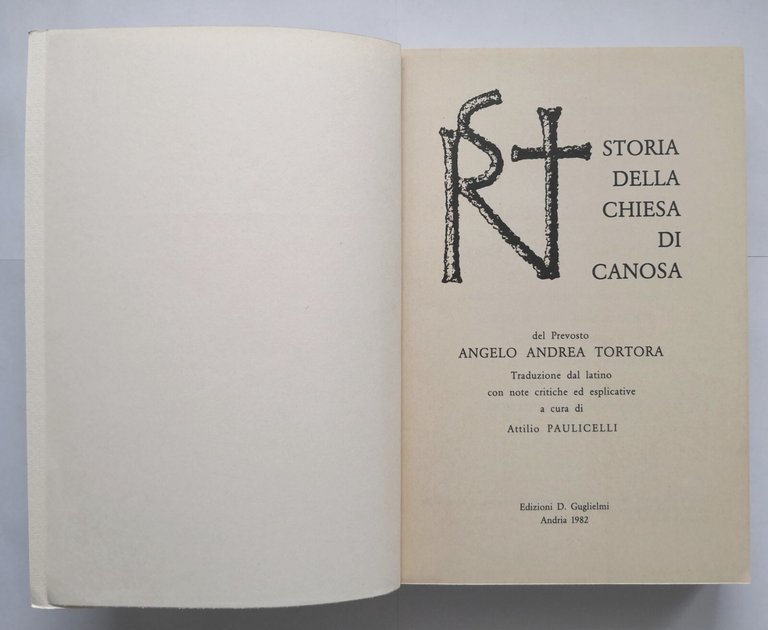 STORIA
DELLA
CHIESA
DI
CANOSA
del Prevosto
ANGELO ANDREA TORTORA
Traduzione dal latino
con note critiche ed esplicative
a cura di
Attilio PAULICELLI
Edizioni D. Guglielmi
Andria 1982